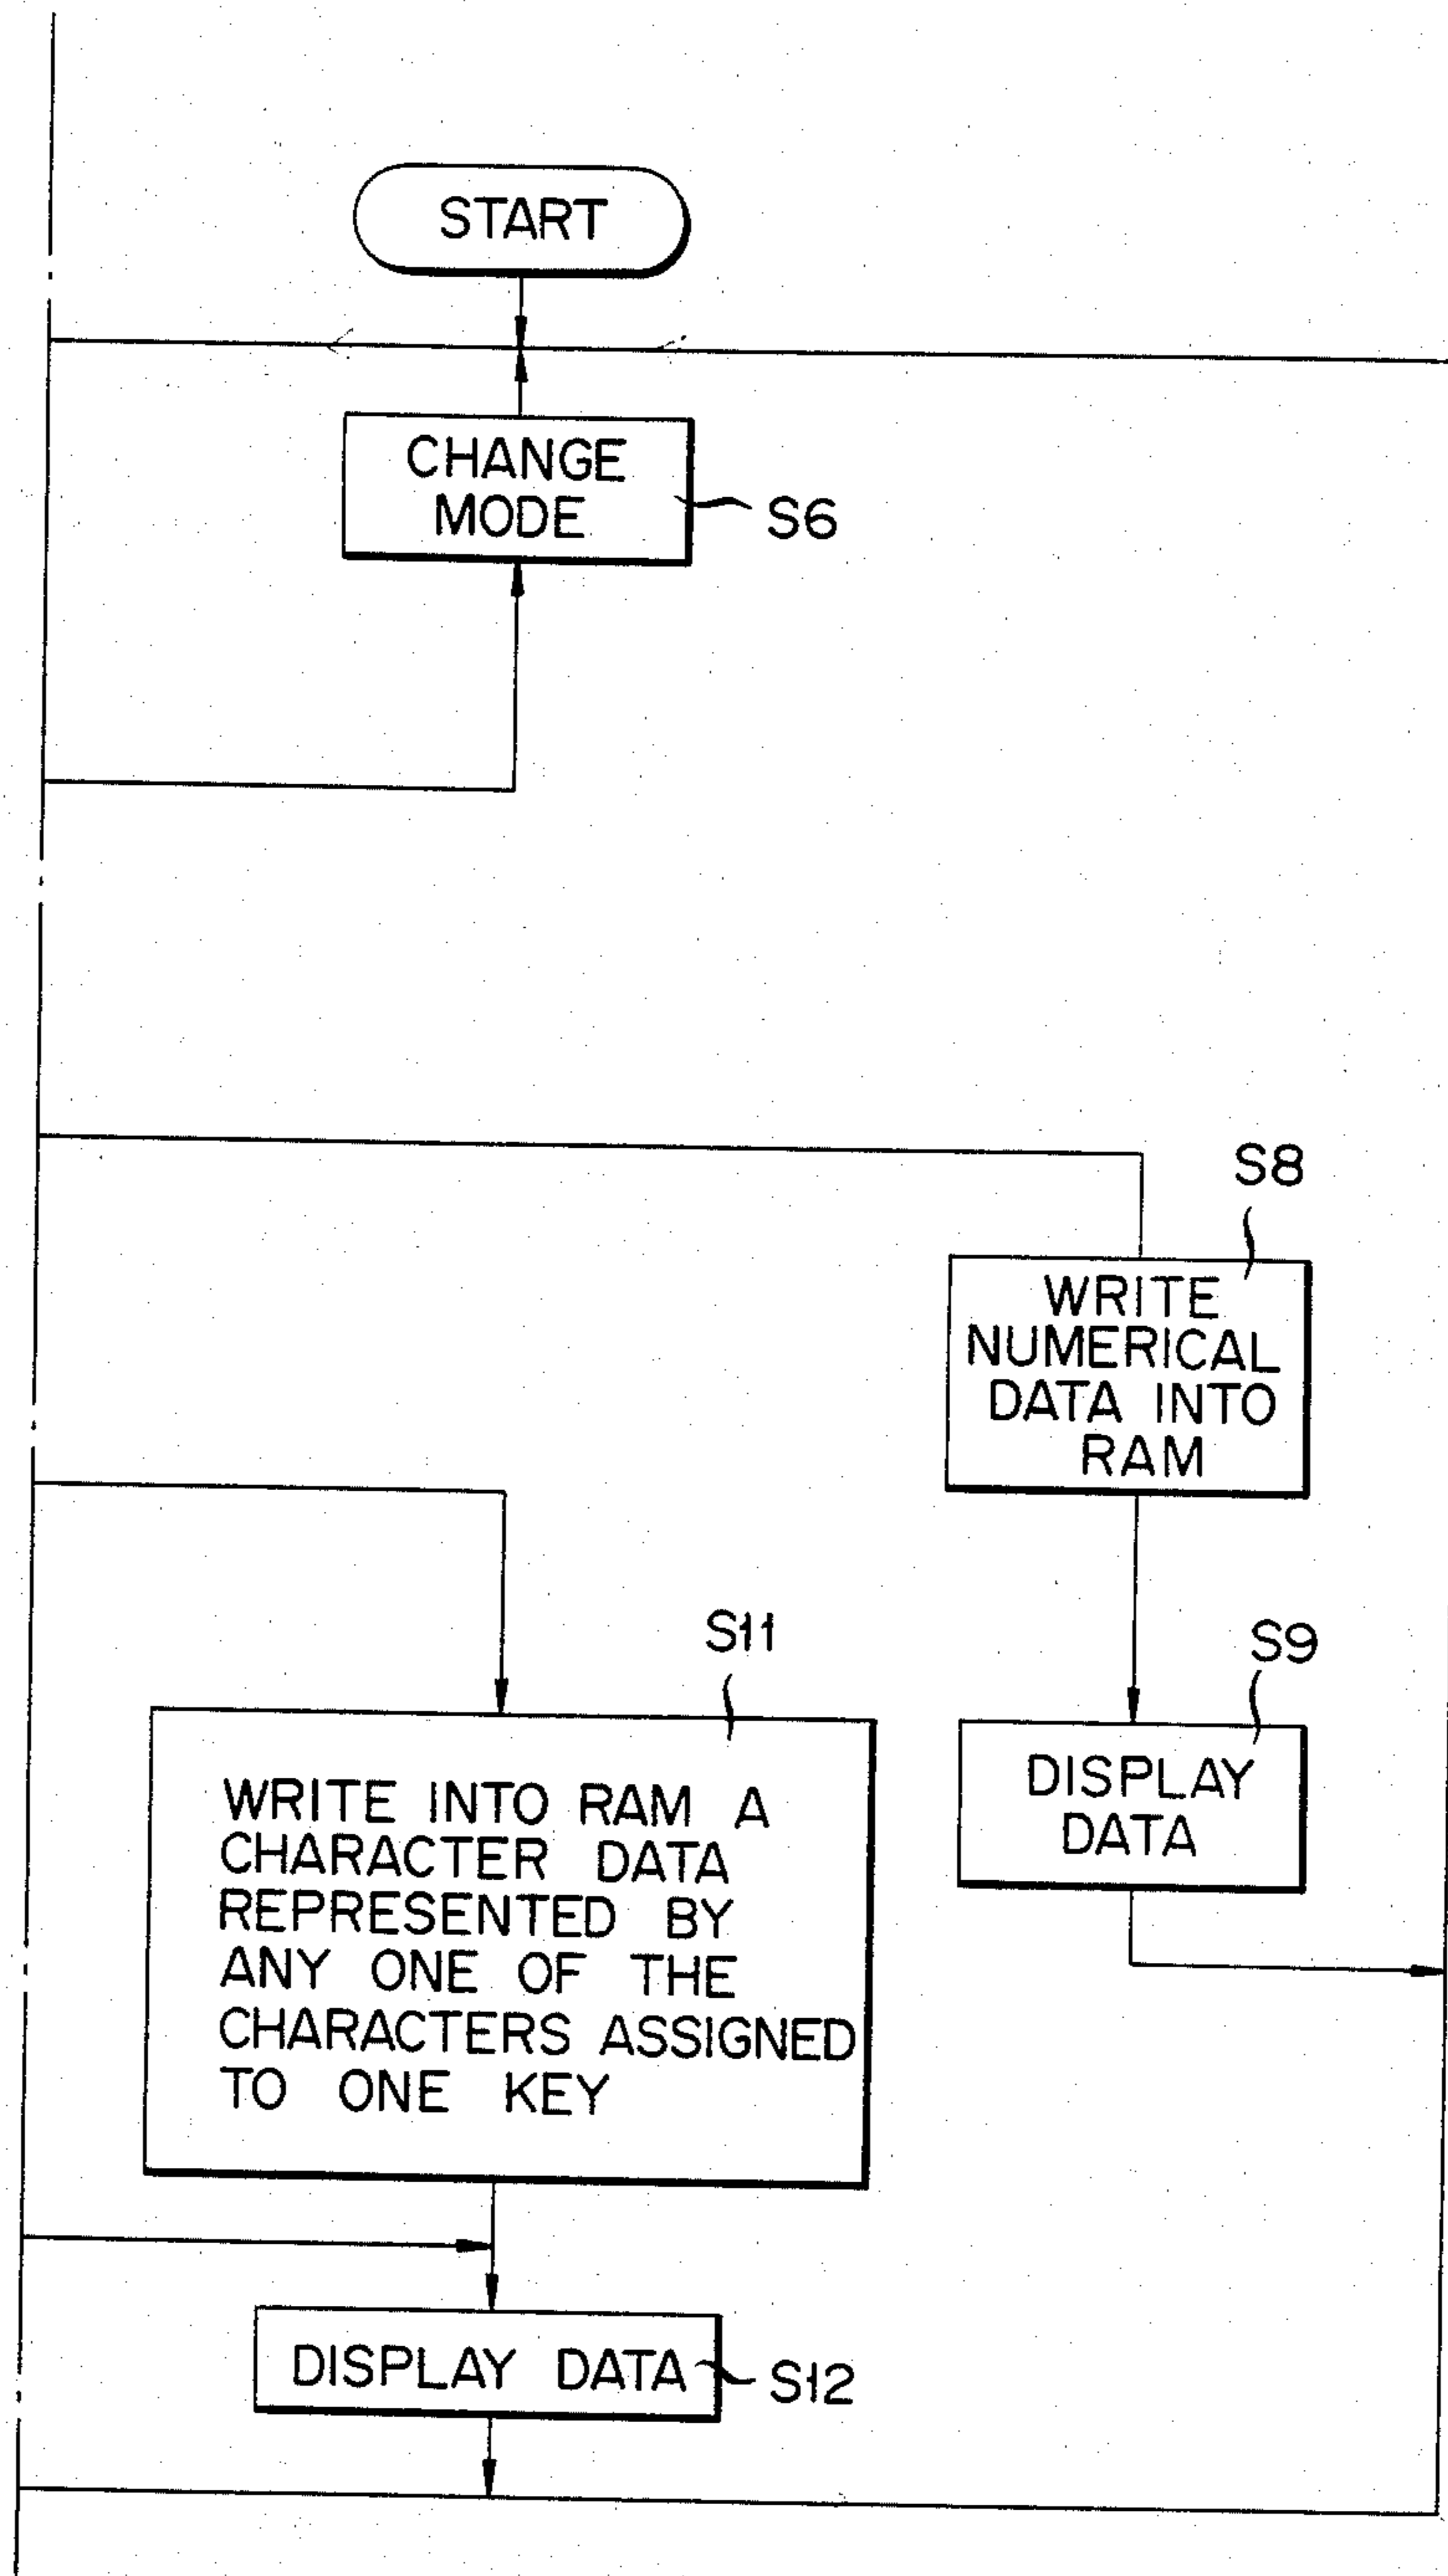 START
CHANGE
MODE
S6
S8
WRITE
NUMERICAL
DATA INTO
RAM
S11
S9
WRITE INTO RAM A
CHARACTER DATA
REPRESENTED BY
ANY ONE OF THE
CHARACTERS ASSIGNED
TO ONE KEY
DISPLAY
DATA
DISPLAY DATA
S12